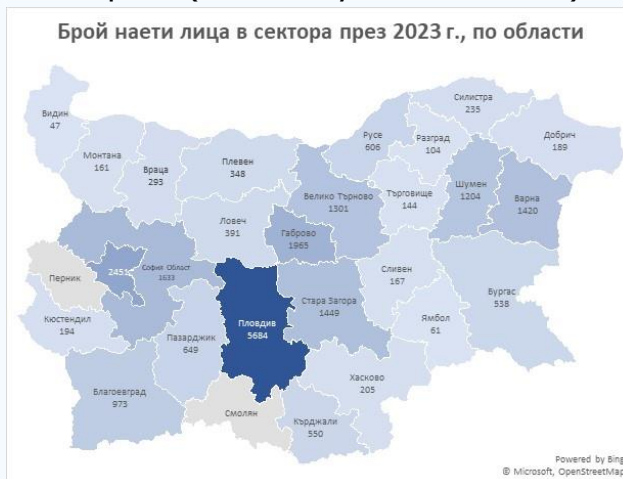 Брой наети лица в сектора през 2023 г., по области
Видин
47
Монтана
161
Враца
293
Плевен
348
Русе
606
Силистра
235
Разград
104
Добрич
189
Велико Търново
1301
Търговище
144
Шумен
1204
Варна
1420
Ловеч
391
Габрово
1965
2451
София Област
1633
Перник
Кюстендил
194
Пазарджик
649
Пловдив
5684
Стара Загора
1449
Сливен
167
Бургас
538
Ямбол
61
Хасково
205
Благоевград
973
Смолян
Кърджали
550
Powered by Bing
© Microsoft, OpenStreetMap